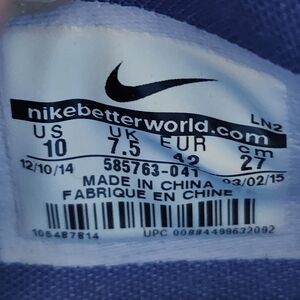 nikebetterworld.com
LN2
US UK EUR cm
10 7.5 42 27
12/10/14 585763-041 03/02/15
MADE IN CHINA
FABRIQUE EN CHINE
105487814 UPC 00884499632092